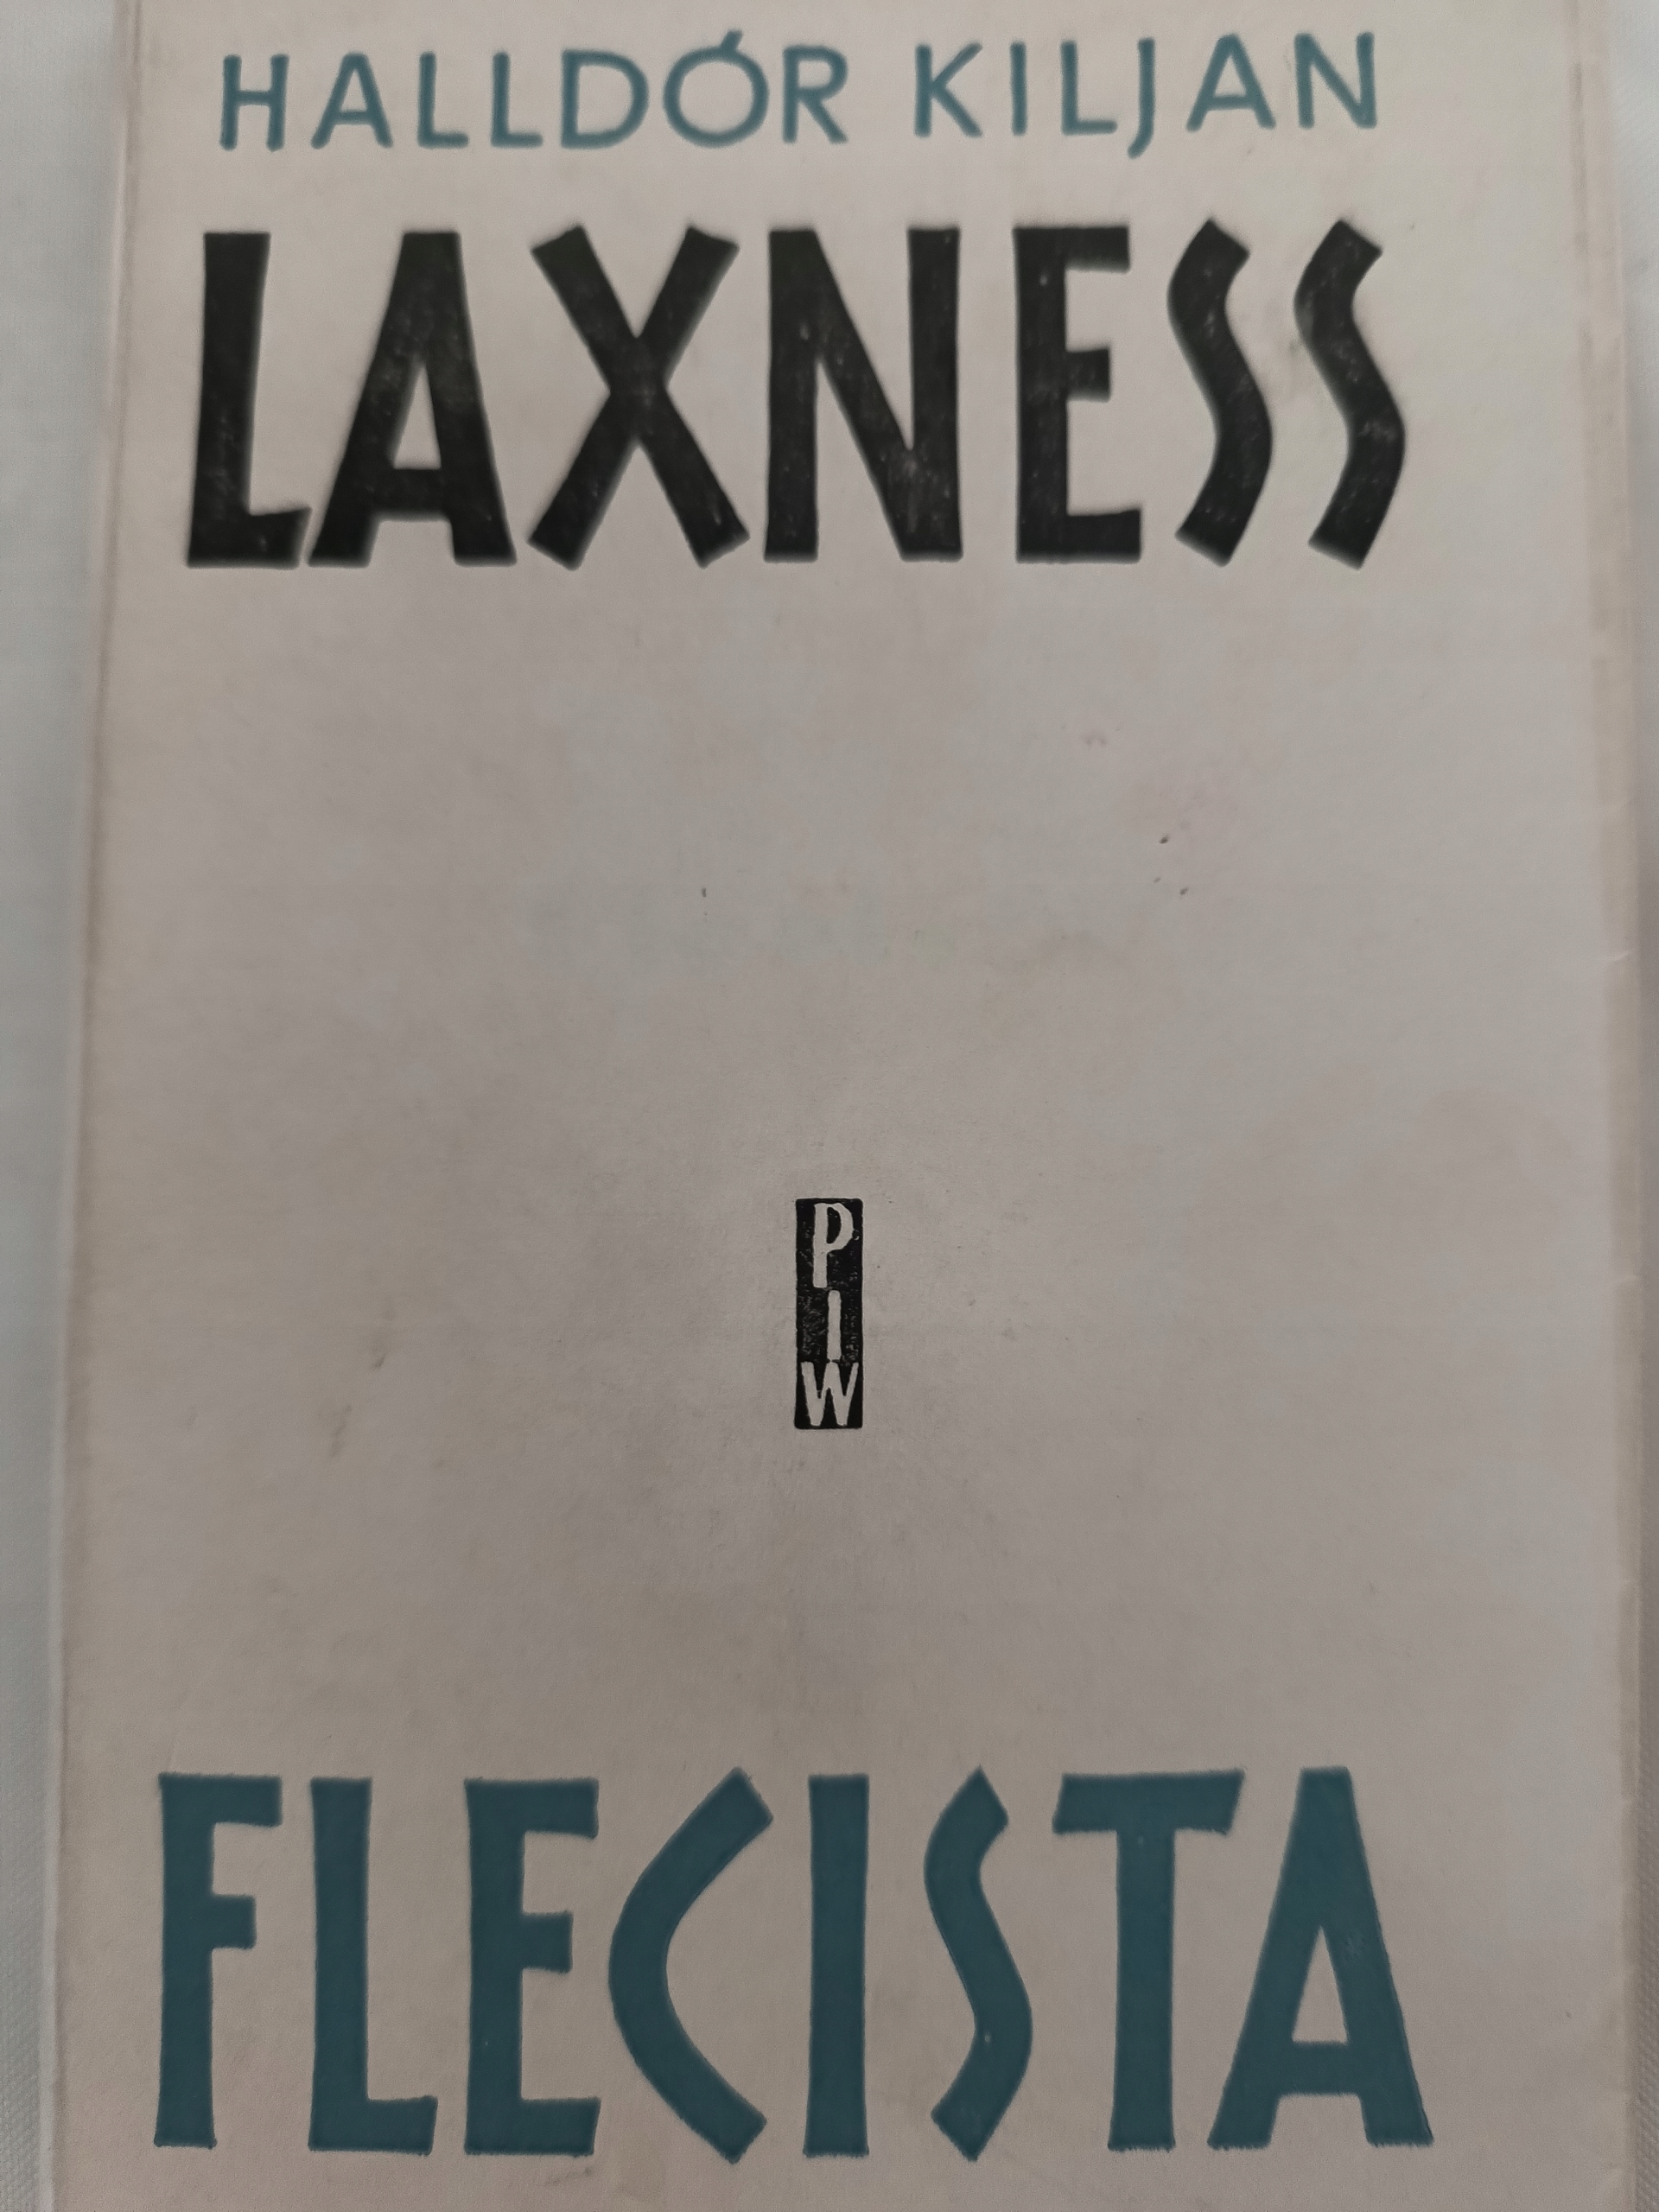 HALLDÓR KILJAN
LAXNESS
P
I
W
FLECISTA